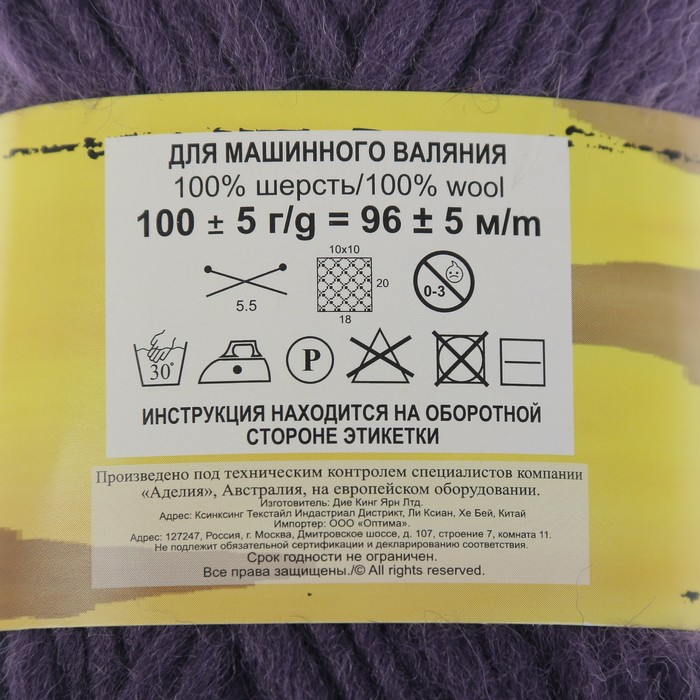 ДЛЯ МАШИННОГО ВАЛЯНИЯ
100% шерсть/100% wool
100 ± 5 г/g = 96 ± 5 м/m
10x10
5.5
20
18
0-3
30°
P
ИНСТРУКЦИЯ НАХОДИТСЯ НА ОБОРОТНОЙ
СТОРОНЕ ЭТИКЕТКИ
Произведено под техническим контролем специалистов компании
«Аделия», Австралия, на европейском оборудовании.
Изготовитель: Дие Кинг Ярн Лтд.
Адрес: Ксинксинг Текстайл Индастриал Дистрикт, Ли Ксиан, Хе Бей, Китай
Импортер: ООО «Оптима».
Адрес: 127247, Россия, г. Москва, Дмитровское шоссе, д. 107, строение 7, комната 11.
Не подлежит обязательной сертификации и декларированию соответствия.
Срок годности не ограничен.
Все права защищены./© All rights reserved.